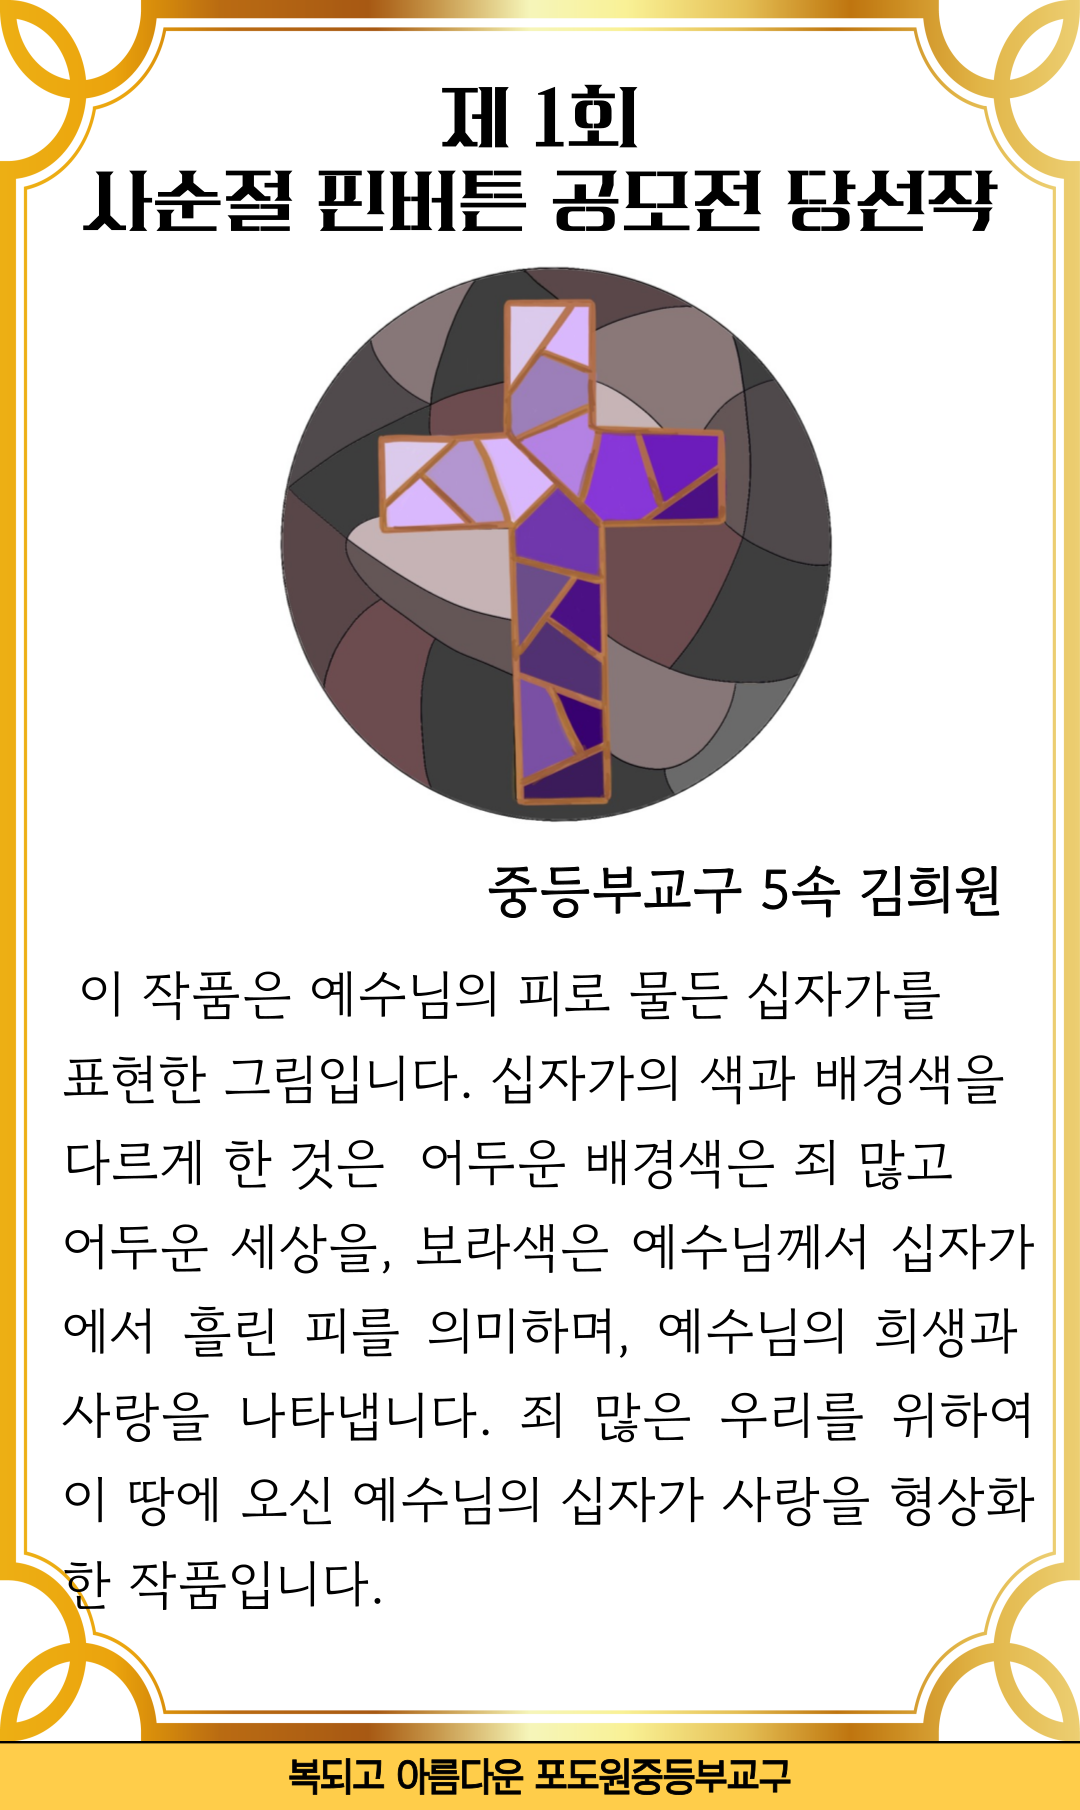 제 1회
사순절 핀버튼 공모전 당선작
중등부교구 5속 김희원
이 작품은 예수님의 피로 물든 십자가를
표현한 그림입니다. 십자가의 색과 배경색을
다르게 한 것은 어두운 배경색은 죄 많고
어두운 세상을, 보라색은 예수님께서 십자가
에서 흘린 피를 의미하며, 예수님의 희생과
사랑을 나타냅니다. 죄 많은 우리를 위하여
이 땅에 오신 예수님의 십자가 사랑을 형상화
한 작품입니다.
복되고 아름다운 포도원중등부교구